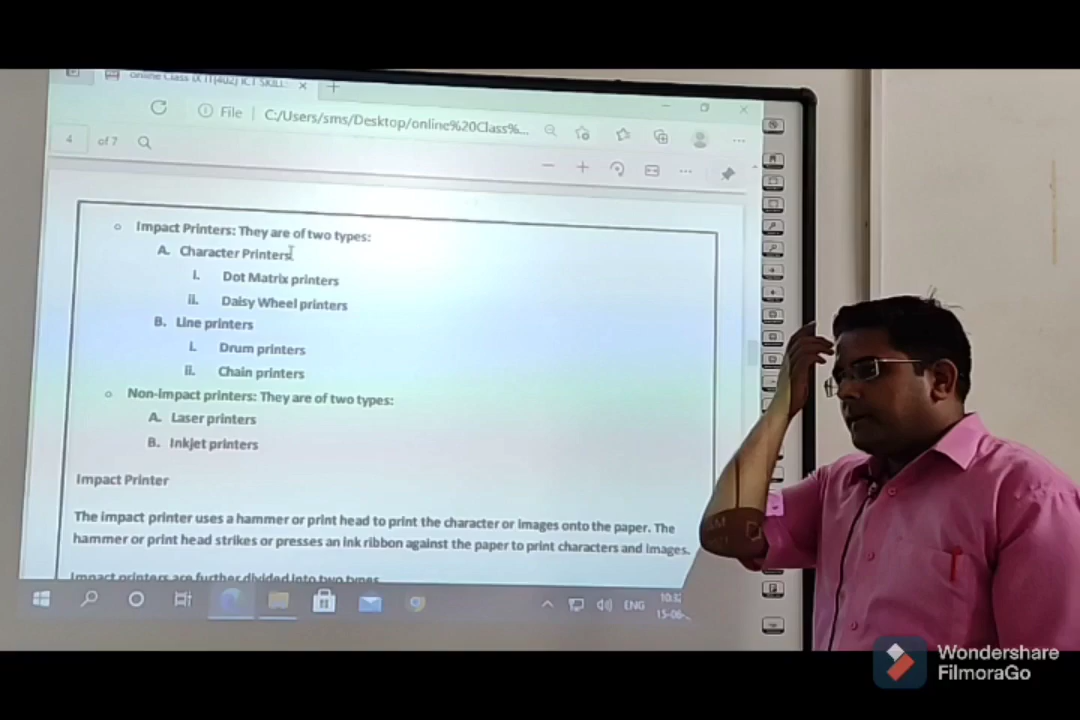 online Class IX IT(402) ICT SKILL
File
C:/Users/sms/Desktop/online%20Class%...
4 of 7
Impact Printers: They are of two types:
A. Character Printers
i. Dot Matrix printers
ii. Daisy Wheel printers
B. Line printers
i. Drum printers
ii. Chain printers
Non-impact printers: They are of two types:
A. Laser printers
B. Inkjet printers
Impact Printer
The impact printer uses a hammer or print head to print the character or images onto the paper. The
hammer or print head strikes or presses an ink ribbon against the paper to print characters and images.
Impact printers are further divided into two types
ENG
Wondershare
FilmoraGo